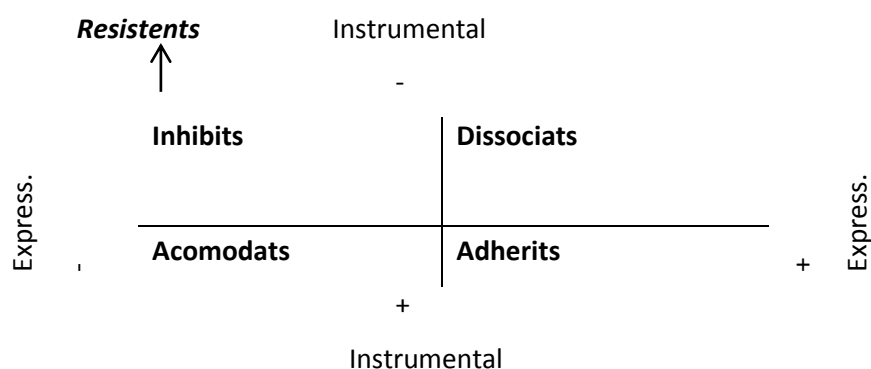 Resistents Instrumental
-
Inhibits Dissociats
Express. Express.
Acomodats Adherits
- +
+
Instrumental